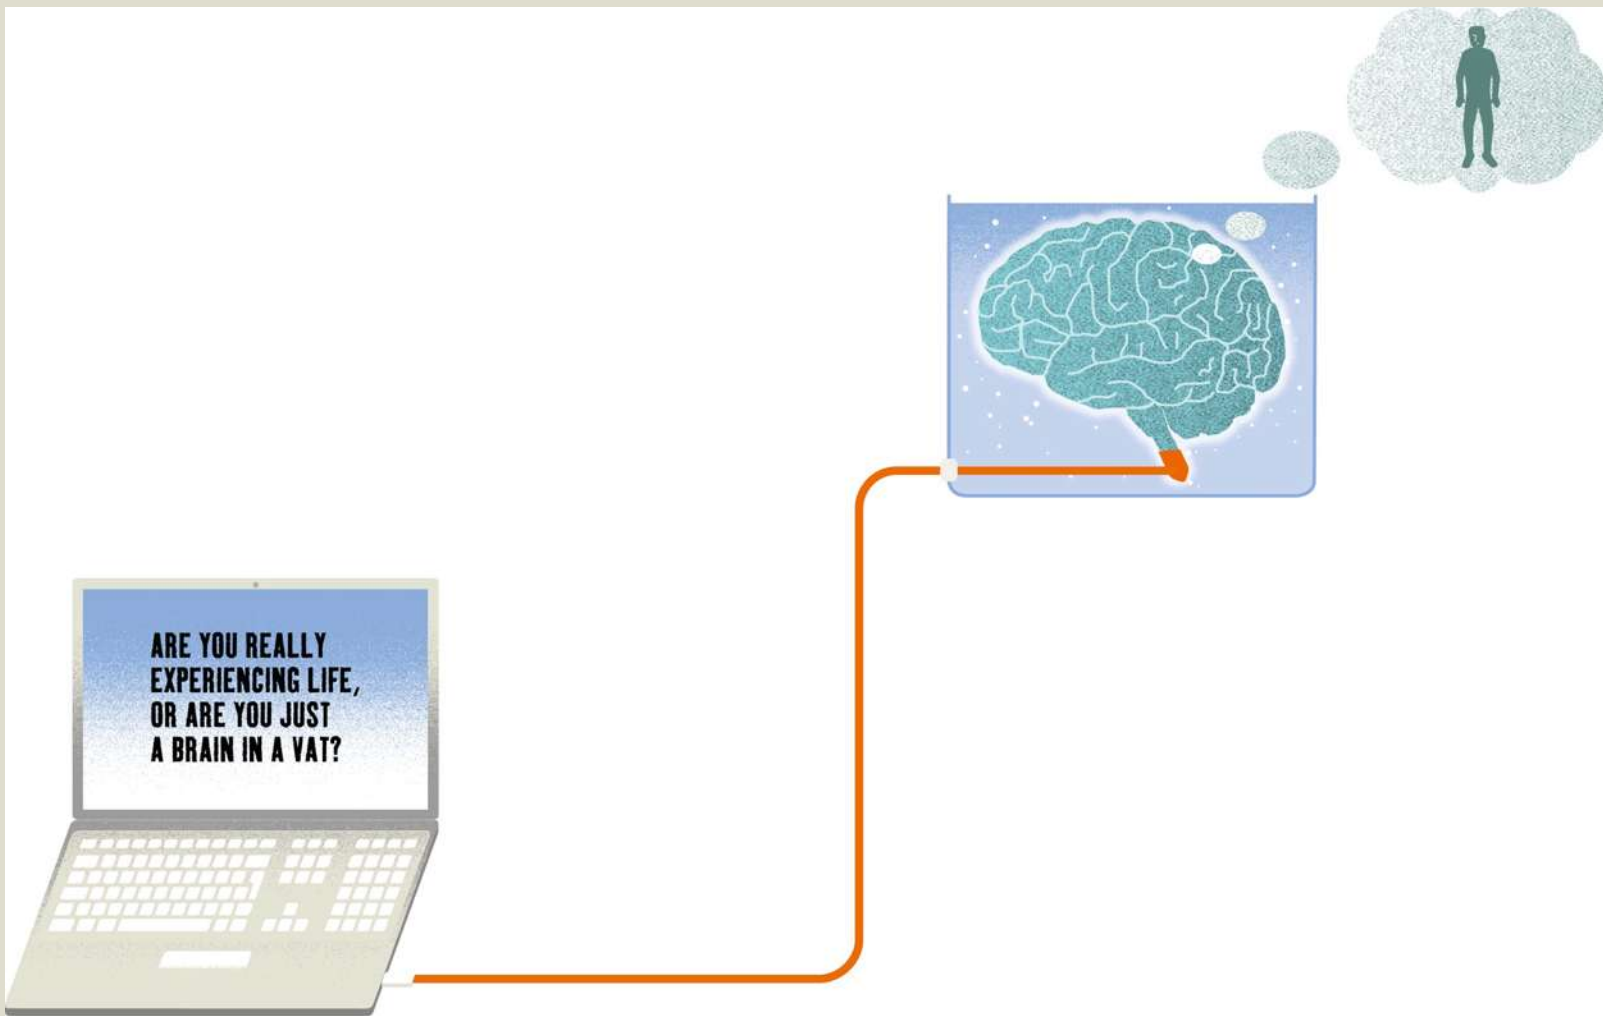 ARE YOU REALLY
EXPERIENCING LIFE,
OR ARE YOU JUST
A BRAIN IN A VAT?